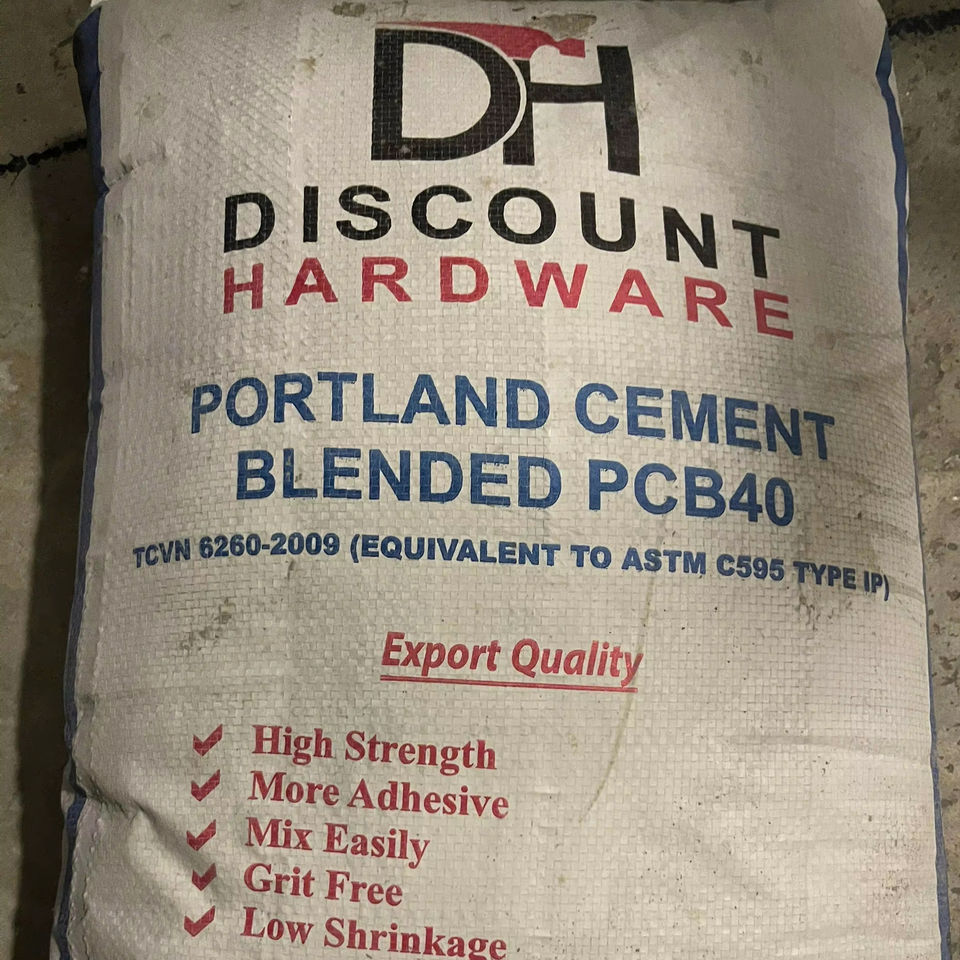 DH
DISCOUNT
HARDWARE
PORTLAND CEMENT
BLENDED PCB40
TCVN 6260-2009 (EQUIVALENT TO ASTM C595 TYPE IP)
Export Quality
High Strength
More Adhesive
Mix Easily
Grit Free
Low Shrinkage